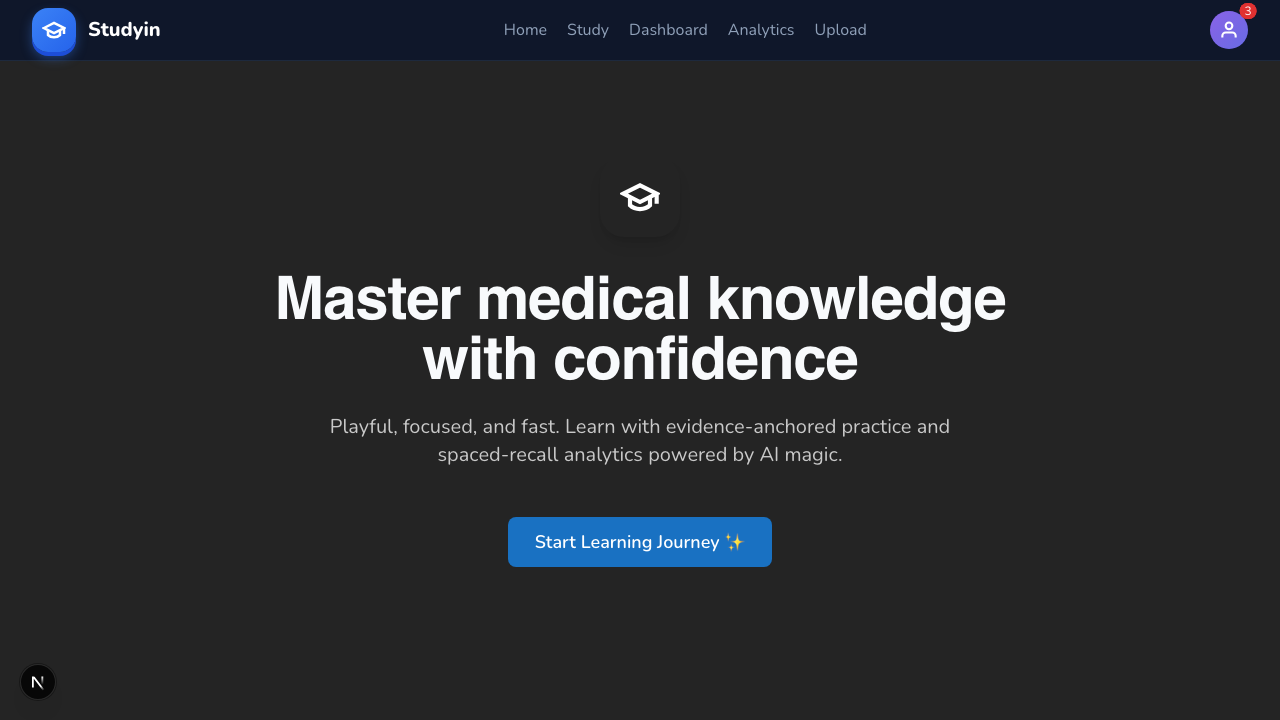 Studyin
Home Study Dashboard Analytics Upload
3
Master medical knowledge
with confidence
Playful, focused, and fast. Learn with evidence-anchored practice and
spaced-recall analytics powered by AI magic.
Start Learning Journey ✨
N